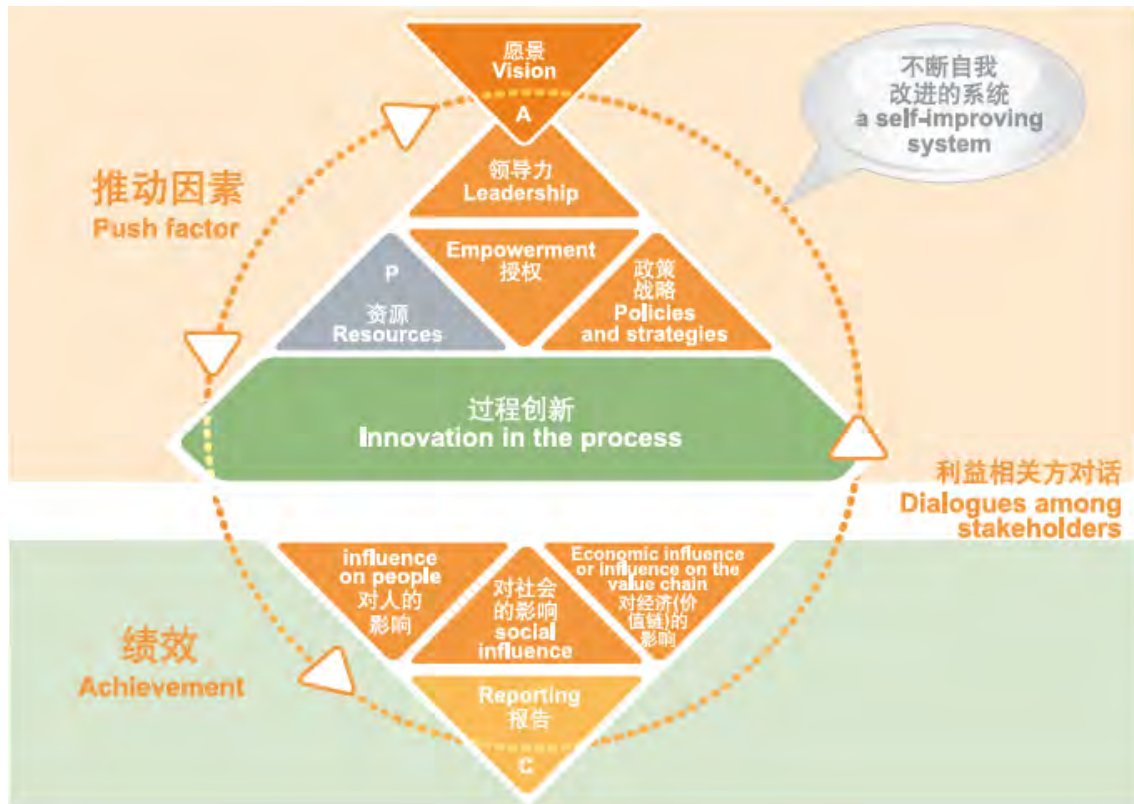 愿景
Vision
A
不断自我
改进的系统
a self-improving
system
领导力
Leadership
推动因素
Push factor
Empowerment
授权
P
资源
Resources
政策
战略
Policies
and strategies
过程创新
Innovation in the process
利益相关方对话
Dialogues among
stakeholders
influence
on people
对人的
影响
对社会
的影响
social
influence
Economic influence
or influence on the
value chain
对经济(价
值链)的
影响
绩效
Achievement
Reporting
报告
C